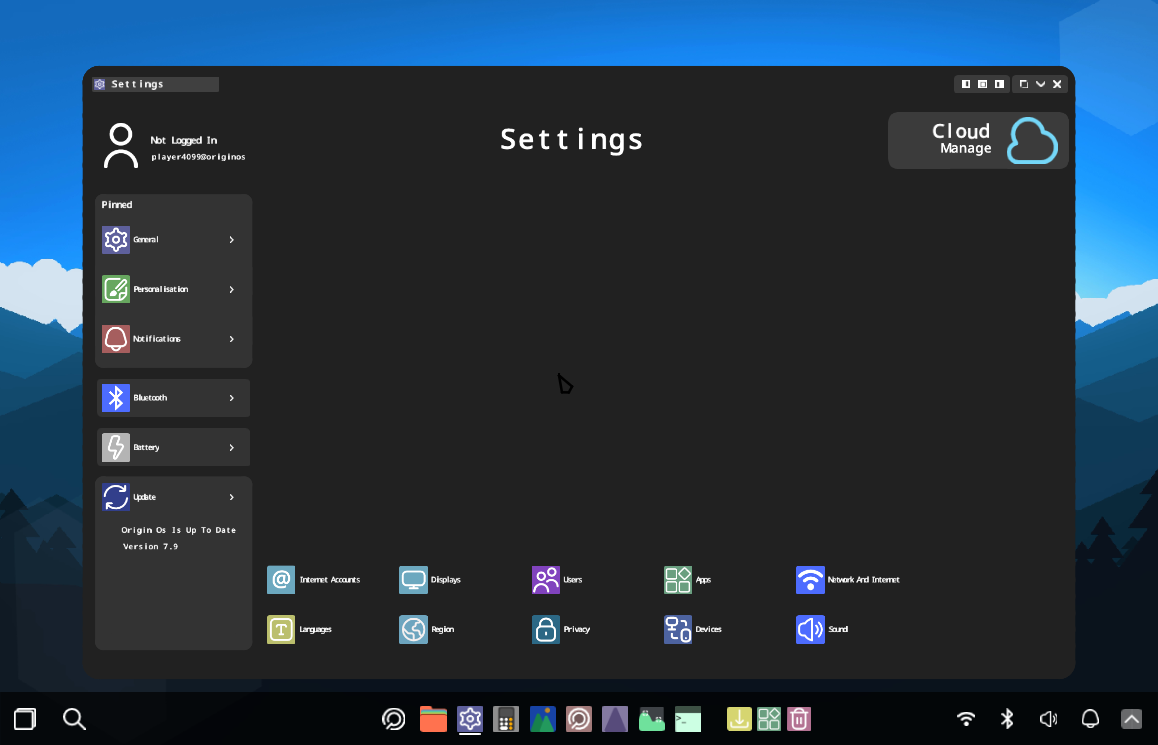 Settings
Not Logged In
player4099@originos
Settings
Cloud
Manage
Pinned
General
Personalisation
Notifications
Bluetooth
Battery
Update
Origin Os Is Up To Date
Version 7.9
Internet Accounts
Displays
Users
Apps
Network And Internet
Languages
Region
Privacy
Devices
Sound